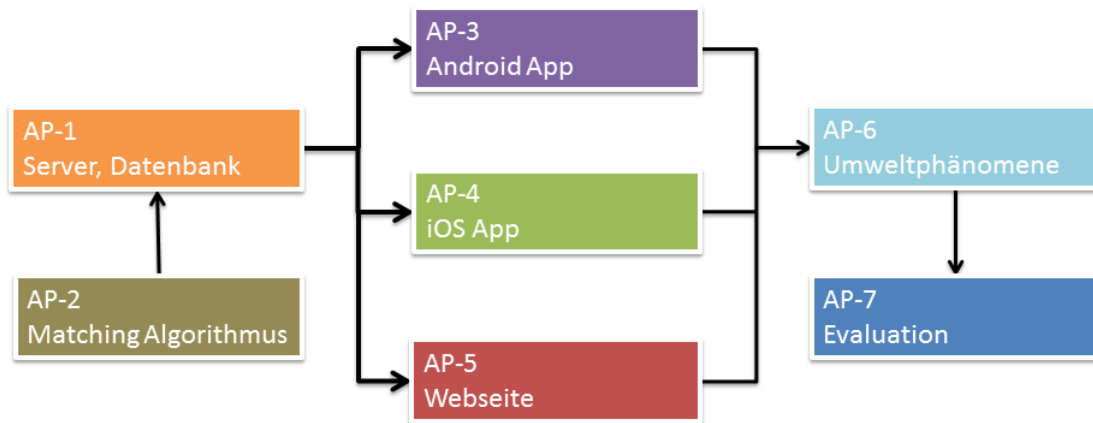 AP-3
Android App
AP-1
Server, Datenbank
AP-6
Umweltphänomene
AP-4
iOS App
AP-2
Matching Algorithmus
AP-7
Evaluation
AP-5
Webseite